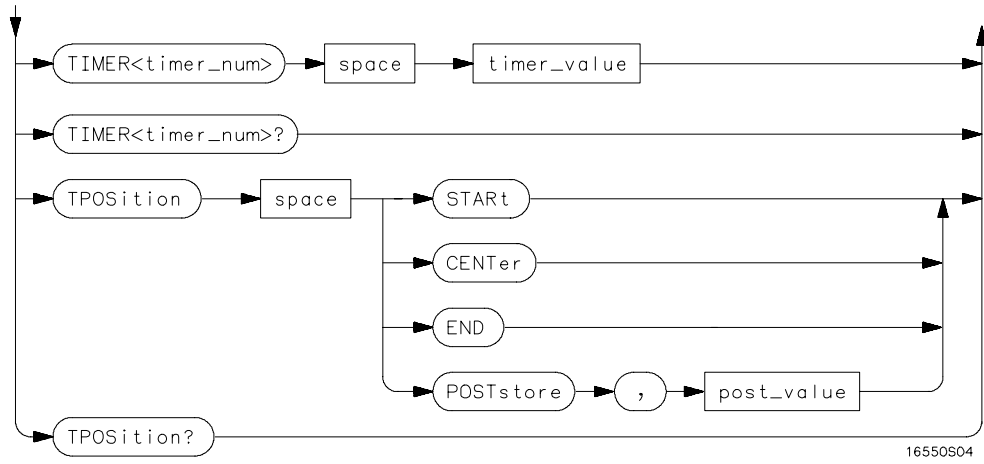 TIMER<timer_num> space timer_value
TIMER<timer_num>?
TPOSition space STARt
CENTer
END
POSTstore , post_value
TPOSition?
16550S04